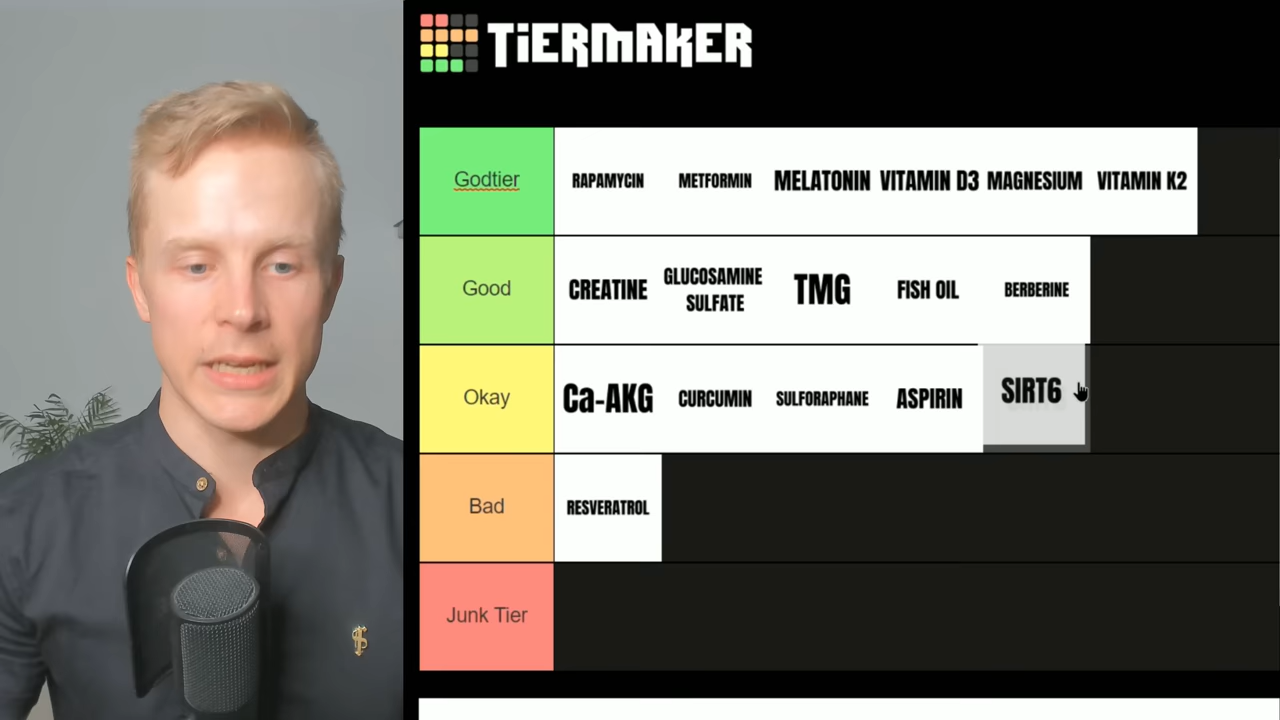 TiERMAKER
Godtier
RAPAMYCIN
METFORMIN
MELATONIN
VITAMIN D3
MAGNESIUM
VITAMIN K2
Good
CREATINE
GLUCOSAMINE
SULFATE
TMG
FISH OIL
BERBERINE
Okay
Ca-AKG
CURCUMIN
SULFORAPHANE
ASPIRIN
SIRT6
Bad
RESVERATROL
Junk Tier